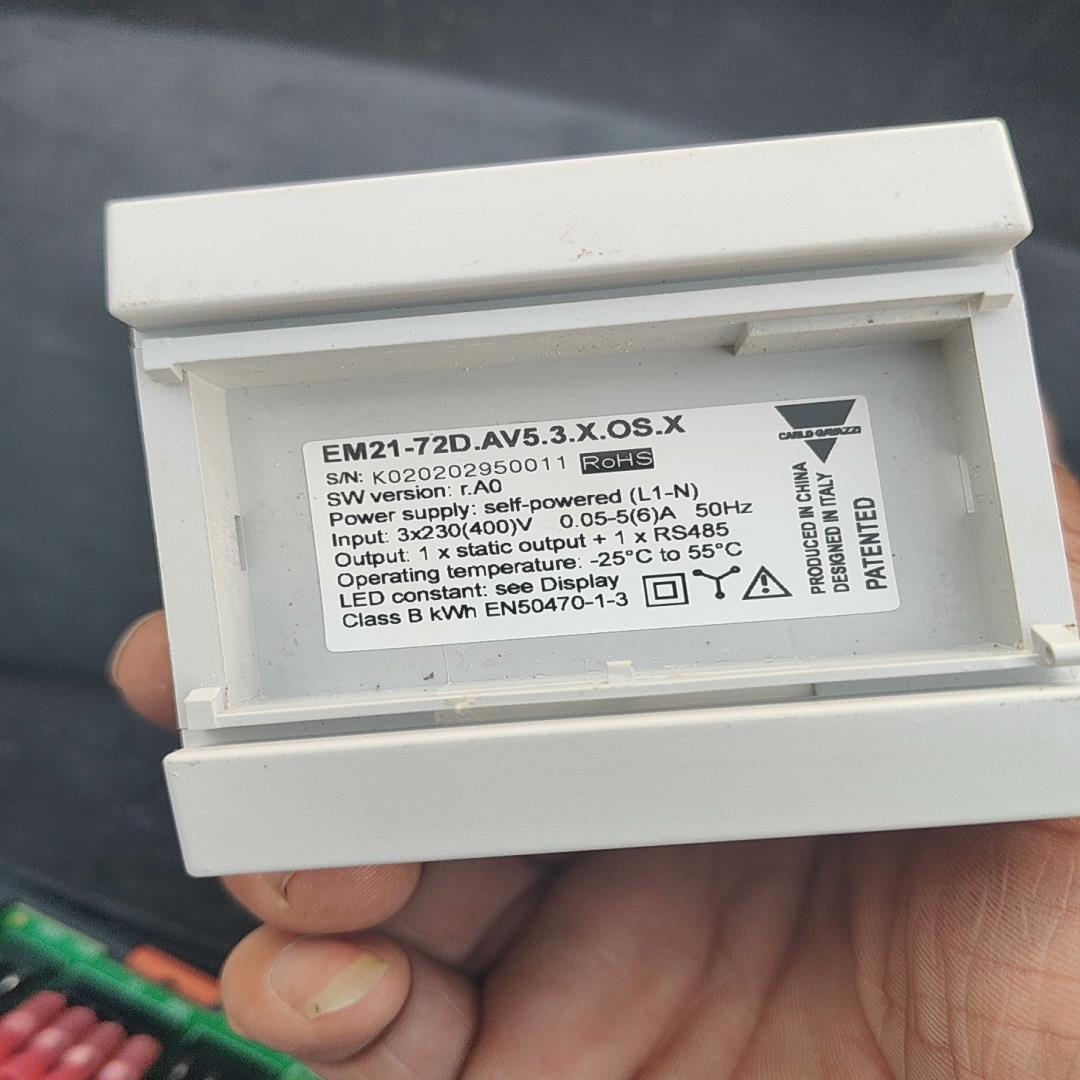 EM21-72D.AV5.3.X.OS.X
S/N: K020202950011 RoHS
SW version: r.A0
Power supply: self-powered (L1-N)
Input: 3x230(400)V 0.05-5(6)A 50Hz
Output: 1 x static output + 1 x RS485
Operating temperature: -25°C to 55°C
LED constant: see Display
Class B kWh EN50470-1-3
CARLO GAVAZZI
PRODUCED IN CHINA
DESIGNED IN ITALY
PATENTED